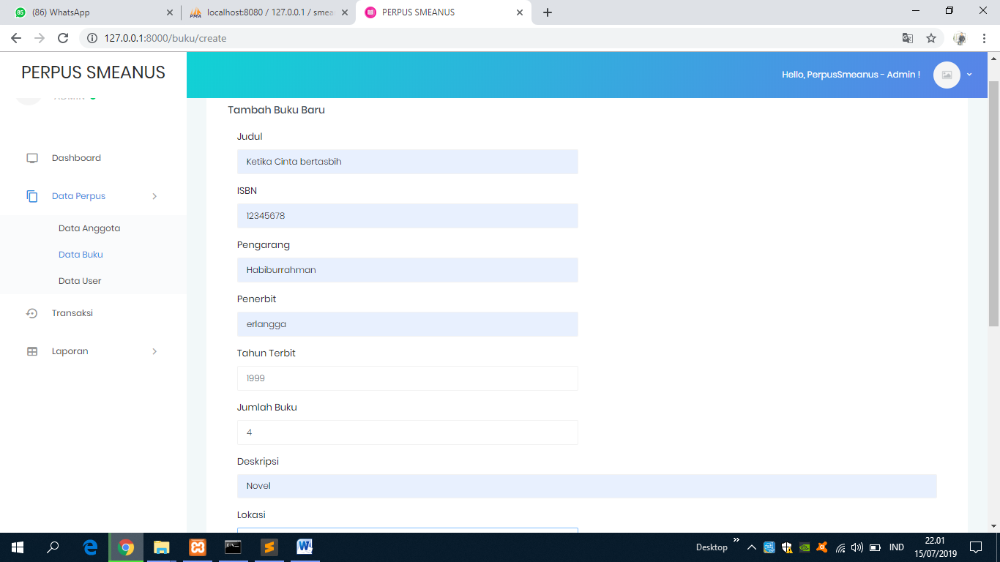 (86) WhatsApp
localhost:8080 / 127.0.0.1 / smea
PERPUS SMEANUS
127.0.0.1:8000/buku/create
PERPUS SMEANUS
Hello, PerpusSmeanus - Admin !
Tambah Buku Baru
Judul
Ketika Cinta bertasbih
Dashboard
ISBN
Data Perpus
12345678
Data Anggota
Pengarang
Data Buku
Habiburrahman
Data User
Penerbit
Transaksi
erlangga
Laporan
Tahun Terbit
1999
Jumlah Buku
4
Deskripsi
Novel
Lokasi
Desktop
IND
22.01
15/07/2019